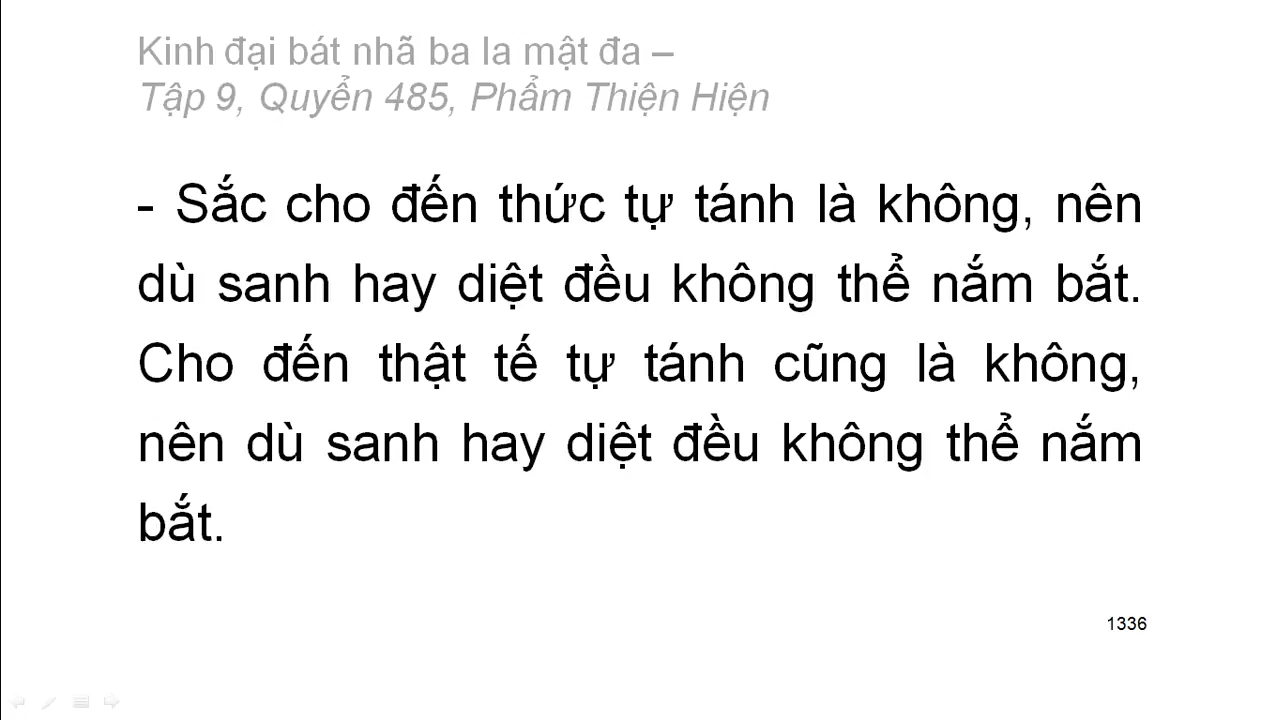 Kinh đại bát nhã ba la mật đa –
Tập 9, Quyển 485, Phẩm Thiện Hiện
- Sắc cho đến thức tự tánh là không, nên
dù sanh hay diệt đều không thể nắm bắt.
Cho đến thật tế tự tánh cũng là không,
nên dù sanh hay diệt đều không thể nắm
bắt.
1336